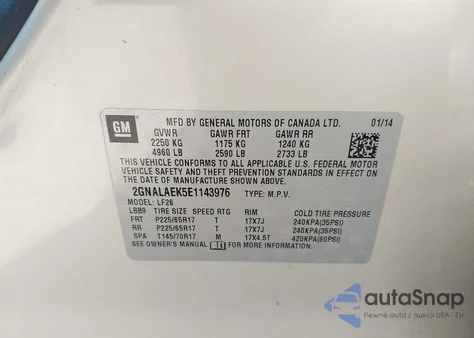 GM
MFD BY GENERAL MOTORS OF CANADA LTD. 01/14
GVWR GAWR FRT GAWR RR
2250 KG 1175 KG 1240 KG
4960 LB 2590 LB 2733 LB
THIS VEHICLE CONFORMS TO ALL APPLICABLE U.S. FEDERAL MOTOR
VEHICLE SAFETY AND THEFT PREVENTION STANDARDS IN EFFECT ON THE
DATE OF MANUFACTURE SHOWN ABOVE.
2GNALAEK5E1143976 TYPE: M.P.V.
MODEL: LF26
LBB9 TIRE SIZE SPEED RTG RIM COLD TIRE PRESSURE
FRT P225/65R17 T 17X7J 240KPA(35PSI)
RR P225/65R17 T 17X7J 240KPA(35PSI)
SPA T145/70R17 M 17X4.5T 420KPA(60PSI)
SEE OWNER'S MANUAL FOR ADDITIONAL INFORMATION.
autoSnap
Pewne auta z aukcji USA i EU